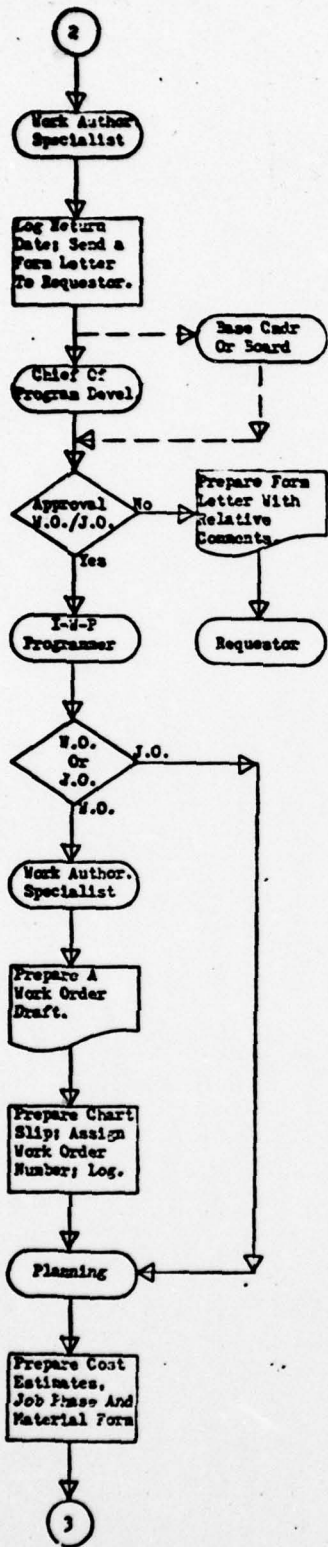 2
Work Author.
Specialist
Log Return
Date; Send a
Form Letter
To Requestor.
Base Cmdr
Or Board
Chief Of
Program Devel.
Approval
W.O./J.O.
No
Yes
Prepare Form
Letter With
Relative
Comments.
I-W-P
Programmer
Requestor
W.O.
Or
J.O.
J.O.
W.O.
Work Author.
Specialist
Prepare A
Work Order
Draft.
Prepare Chart
Slip; Assign
Work Order
Number; Log.
Planning
Prepare Cost
Estimates,
Job Phase And
Material Form
3